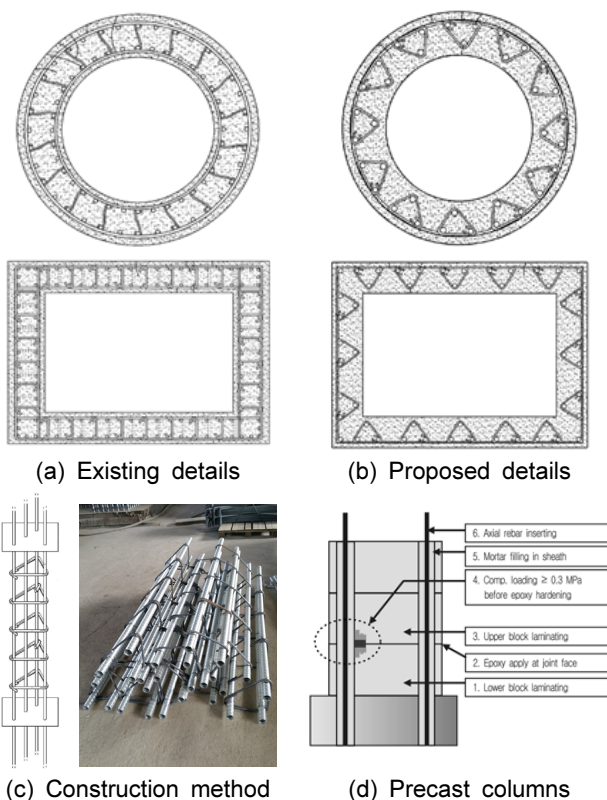 (a) Existing details
(b) Proposed details
6. Axial rebar inserting
5. Mortar filling in sheath
4. Comp. loading ≥ 0.3 MPa
before epoxy hardening
3. Upper block laminating
2. Epoxy apply at joint face
1. Lower block laminating
(c) Construction method
(d) Precast columns